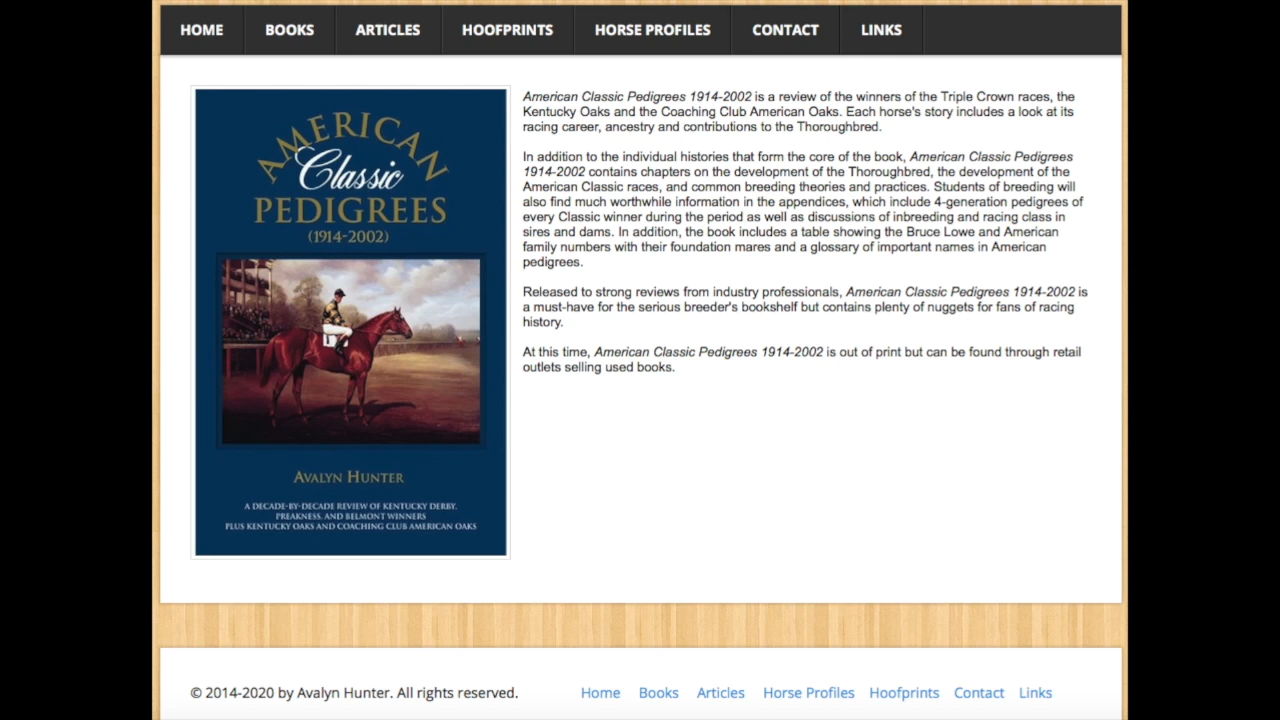 HOME BOOKS ARTICLES HOOFPRINTS HORSE PROFILES CONTACT LINKS
AMERICAN
Classic
PEDIGREES
(1914-2002)
AVALYN HUNTER
A DECADE-BY-DECADE REVIEW OF KENTUCKY DERBY,
PREAKNESS, AND BELMONT WINNERS
PLUS KENTUCKY OAKS AND COACHING CLUB AMERICAN OAKS
American Classic Pedigrees 1914-2002 is a review of the winners of the Triple Crown races, the
Kentucky Oaks and the Coaching Club American Oaks. Each horse's story includes a look at its
racing career, ancestry and contributions to the Thoroughbred.
In addition to the individual histories that form the core of the book, American Classic Pedigrees
1914-2002 contains chapters on the development of the Thoroughbred, the development of the
American Classic races, and common breeding theories and practices. Students of breeding will
also find much worthwhile information in the appendices, which include 4-generation pedigrees of
every Classic winner during the period as well as discussions of inbreeding and racing class in
sires and dams. In addition, the book includes a table showing the Bruce Lowe and American
family numbers with their foundation mares and a glossary of important names in American
pedigrees.
Released to strong reviews from industry professionals, American Classic Pedigrees 1914-2002 is
a must-have for the serious breeder's bookshelf but contains plenty of nuggets for fans of racing
history.
At this time, American Classic Pedigrees 1914-2002 is out of print but can be found through retail
outlets selling used books.
© 2014-2020 by Avalyn Hunter. All rights reserved. Home Books Articles Horse Profiles Hoofprints Contact Links